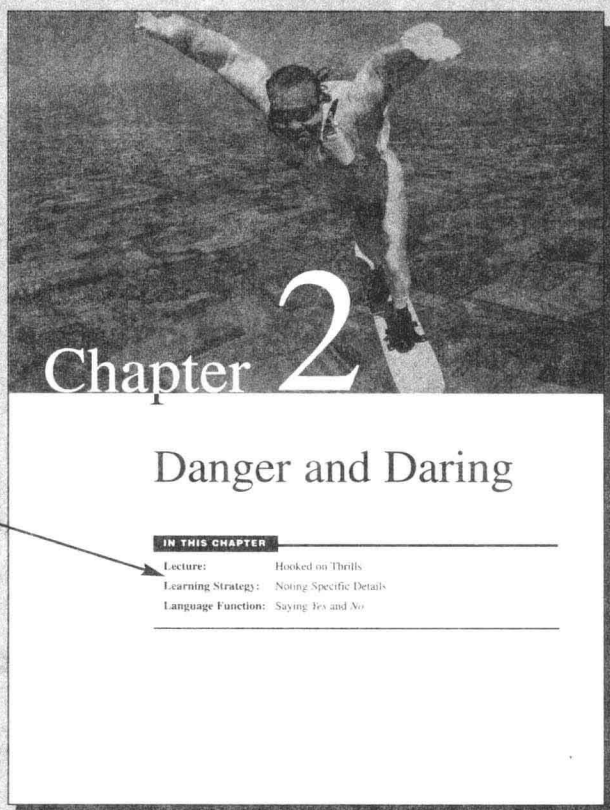 Chapter 2
Danger and Daring
IN THIS CHAPTER
Lecture: Hooked on Thrills
Learning Strategy: Noting Specific Details
Language Function: Saying Yes and No